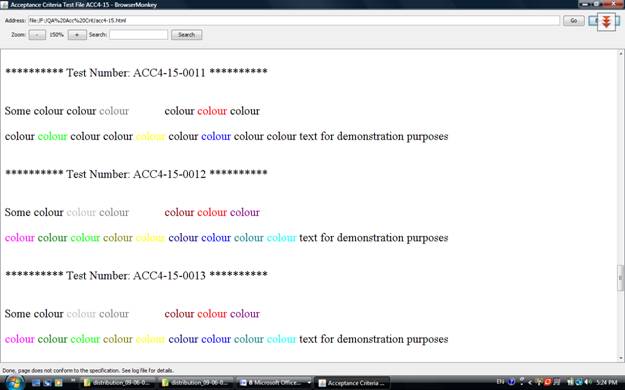 Acceptance Criteria Test File ACC4-15 - BrowserMonkey
Address: file:/F:/QA%20Acc%20Crit/acc4-15.html Go
Zoom: - 150% + Search: Search
********** Test Number: ACC4-15-0011 **********
Some colour colour colour colour colour colour
colour colour colour colour colour colour colour colour colour text for demonstration purposes
********** Test Number: ACC4-15-0012 **********
Some colour colour colour colour colour colour
colour colour colour colour colour colour colour colour colour text for demonstration purposes
********** Test Number: ACC4-15-0013 **********
Some colour colour colour colour colour colour
colour colour colour colour colour colour colour colour colour text for demonstration purposes
Done, page does not conform to the specification. See log file for details.
distribution_09-06-0... distribution_09-06-0... 8 Microsoft Office... Acceptance Criteria ... EN 5:24 PM